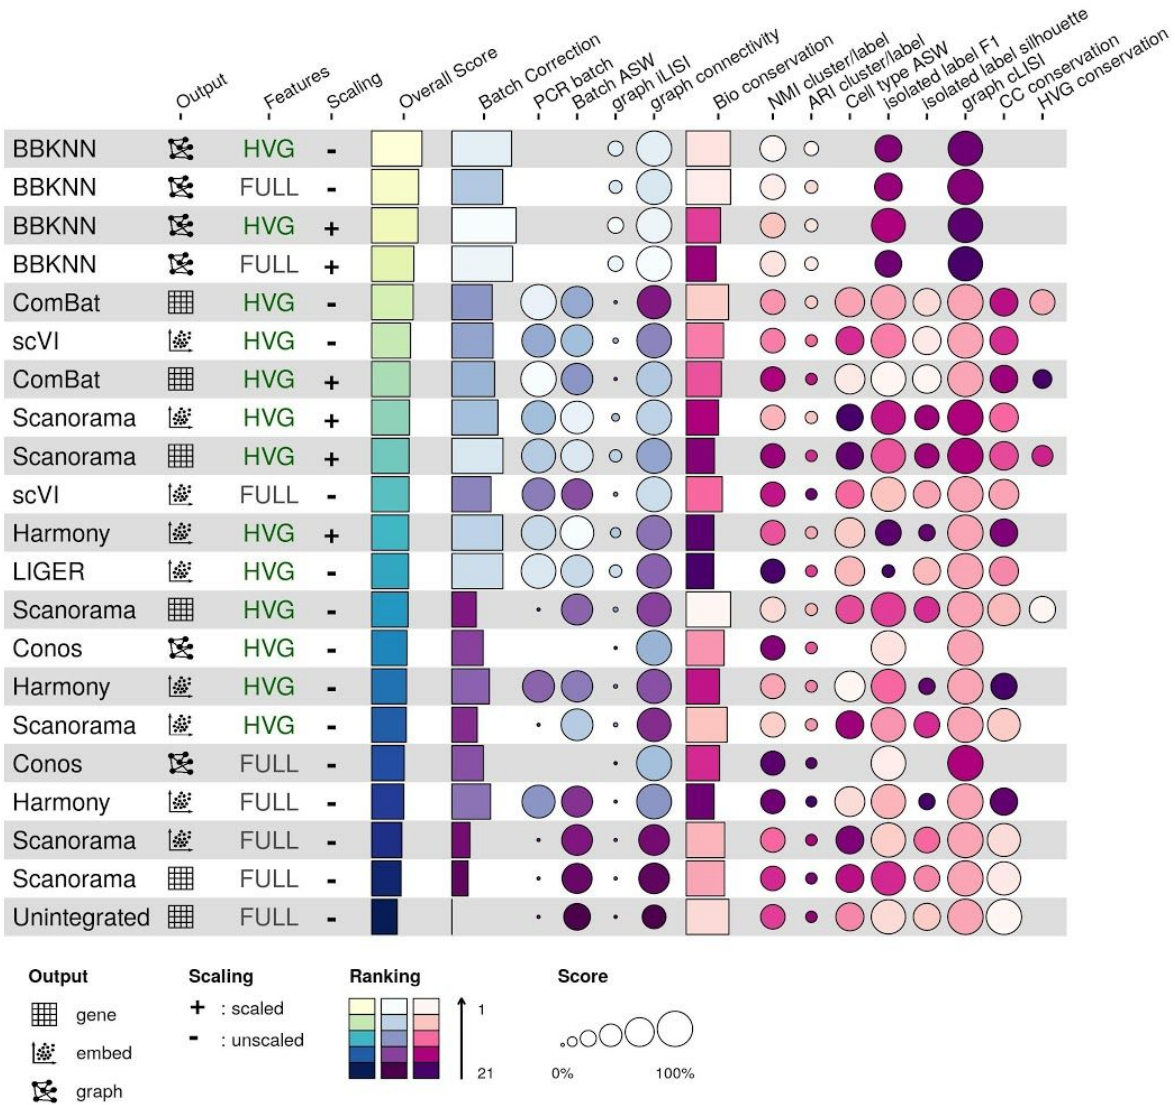 Output Features Scaling Overall Score Batch Correction PCR batch Batch ASW graph iLISI graph connectivity Bio conservation NMI cluster/label ARI cluster/label Cell type ASW isolated label F1 isolated label silhouette graph cLISI CC conservation HVG conservation
BBKNN HVG -
BBKNN FULL -
BBKNN HVG +
BBKNN FULL +
ComBat HVG -
scVI HVG -
ComBat HVG +
Scanorama HVG +
Scanorama HVG +
scVI FULL -
Harmony HVG +
LIGER HVG -
Scanorama HVG -
Conos HVG -
Harmony HVG -
Scanorama HVG -
Conos FULL -
Harmony FULL -
Scanorama FULL -
Scanorama FULL -
Unintegrated FULL -
Output Scaling Ranking Score
gene + : scaled 1
embed - : unscaled
graph 21 0% 100%